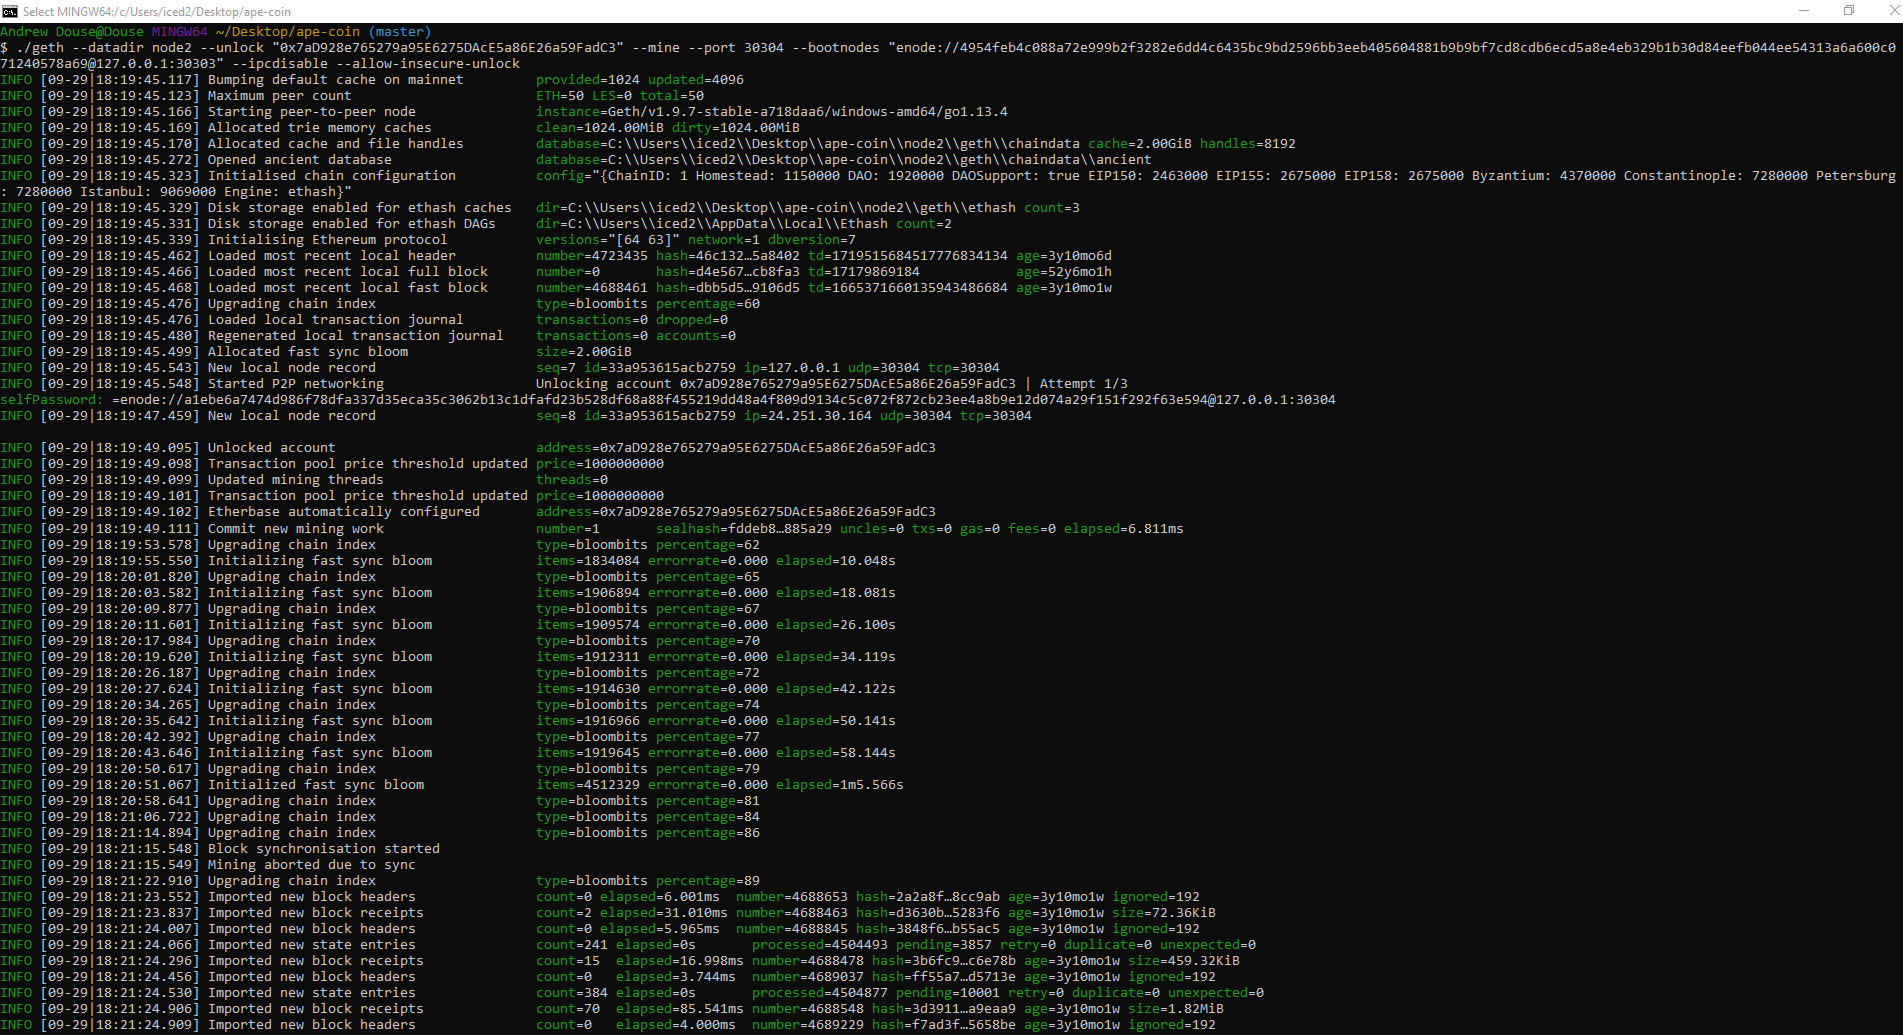 Select MINGW64:/c/Users/iced2/Desktop/ape-coin
Andrew Douse@Douse MINGW64 ~/Desktop/ape-coin (master)
$ ./geth --datadir node2 --unlock "0x7aD928e765279a95E6275DAcE5a86E26a59FadC3" --mine --port 30304 --bootnodes "enode://4954feb4c088a72e999b2f3282e6dd4c6435bc9bd2596bb3eeb405604881b9b9bf7cd8cdb6ecd5a8e4eb329b1b30d84eefb044ee54313a6a600c0
71240578a69@127.0.0.1:30303" --ipcdisable --allow-insecure-unlock
INFO [09-29|18:19:45.117] Bumping default cache on mainnet provided=1024 updated=4096
INFO [09-29|18:19:45.123] Maximum peer count ETH=50 LES=0 total=50
INFO [09-29|18:19:45.166] Starting peer-to-peer node instance=Geth/v1.9.7-stable-a718daa6/windows-amd64/go1.13.4
INFO [09-29|18:19:45.169] Allocated trie memory caches clean=1024.00MiB dirty=1024.00MiB
INFO [09-29|18:19:45.170] Allocated cache and file handles database=C:\\Users\\iced2\\Desktop\\ape-coin\\node2\\geth\\chaindata cache=2.00GiB handles=8192
INFO [09-29|18:19:45.272] Opened ancient database database=C:\\Users\\iced2\\Desktop\\ape-coin\\node2\\geth\\chaindata\\ancient
INFO [09-29|18:19:45.323] Initialised chain configuration config="{ChainID: 1 Homestead: 1150000 DAO: 1920000 DAOSupport: true EIP150: 2463000 EIP155: 2675000 EIP158: 2675000 Byzantium: 4370000 Constantinople: 7280000 Petersburg
: 7280000 Istanbul: 9069000 Engine: ethash}"
INFO [09-29|18:19:45.329] Disk storage enabled for ethash caches dir=C:\\Users\\iced2\\Desktop\\ape-coin\\node2\\geth\\ethash count=3
INFO [09-29|18:19:45.331] Disk storage enabled for ethash DAGs dir=C:\\Users\\iced2\\AppData\\Local\\Ethash count=2
INFO [09-29|18:19:45.339] Initialising Ethereum protocol versions="[64 63]" network=1 dbversion=7
INFO [09-29|18:19:45.462] Loaded most recent local header number=4723435 hash=46c132…5a8402 td=1719515684517776834134 age=3y10mo6d
INFO [09-29|18:19:45.466] Loaded most recent local full block number=0 hash=d4e567…cb8fa3 td=17179869184 age=52y6mo1h
INFO [09-29|18:19:45.468] Loaded most recent local fast block number=4688461 hash=dbb5d5…9106d5 td=1665371660135943486684 age=3y10mo1w
INFO [09-29|18:19:45.476] Upgrading chain index type=bloombits percentage=60
INFO [09-29|18:19:45.476] Loaded local transaction journal transactions=0 dropped=0
INFO [09-29|18:19:45.480] Regenerated local transaction journal transactions=0 accounts=0
INFO [09-29|18:19:45.499] Allocated fast sync bloom size=2.00GiB
INFO [09-29|18:19:45.543] New local node record seq=7 id=33a953615acb2759 ip=127.0.0.1 udp=30304 tcp=30304
INFO [09-29|18:19:45.548] Started P2P networking Unlocking account 0x7aD928e765279a95E6275DAcE5a86E26a59FadC3 | Attempt 1/3
selfPassword: =enode://a1ebe6a7474d986f78dfa337d35eca35c3062b13c1dfafd23b528df68a88f455219dd48a4f809d9134c5c072f872cb23ee4a8b9e12d074a29f151f292f63e594@127.0.0.1:30304
INFO [09-29|18:19:47.459] New local node record seq=8 id=33a953615acb2759 ip=24.251.30.164 udp=30304 tcp=30304
INFO [09-29|18:19:49.095] Unlocked account address=0x7aD928e765279a95E6275DAcE5a86E26a59FadC3
INFO [09-29|18:19:49.098] Transaction pool price threshold updated price=1000000000
INFO [09-29|18:19:49.099] Updated mining threads threads=0
INFO [09-29|18:19:49.101] Transaction pool price threshold updated price=1000000000
INFO [09-29|18:19:49.102] Etherbase automatically configured address=0x7aD928e765279a95E6275DAcE5a86E26a59FadC3
INFO [09-29|18:19:49.111] Commit new mining work number=1 sealhash=fddeb8…885a29 uncles=0 txs=0 gas=0 fees=0 elapsed=6.811ms
INFO [09-29|18:19:53.578] Upgrading chain index type=bloombits percentage=62
INFO [09-29|18:19:55.550] Initializing fast sync bloom items=1834084 errorrate=0.000 elapsed=10.048s
INFO [09-29|18:20:01.820] Upgrading chain index type=bloombits percentage=65
INFO [09-29|18:20:03.582] Initializing fast sync bloom items=1906894 errorrate=0.000 elapsed=18.081s
INFO [09-29|18:20:09.877] Upgrading chain index type=bloombits percentage=67
INFO [09-29|18:20:11.601] Initializing fast sync bloom items=1909574 errorrate=0.000 elapsed=26.100s
INFO [09-29|18:20:17.984] Upgrading chain index type=bloombits percentage=70
INFO [09-29|18:20:19.620] Initializing fast sync bloom items=1912311 errorrate=0.000 elapsed=34.119s
INFO [09-29|18:20:26.187] Upgrading chain index type=bloombits percentage=72
INFO [09-29|18:20:27.624] Initializing fast sync bloom items=1914630 errorrate=0.000 elapsed=42.122s
INFO [09-29|18:20:34.265] Upgrading chain index type=bloombits percentage=74
INFO [09-29|18:20:35.642] Initializing fast sync bloom items=1916966 errorrate=0.000 elapsed=50.141s
INFO [09-29|18:20:42.392] Upgrading chain index type=bloombits percentage=77
INFO [09-29|18:20:43.646] Initializing fast sync bloom items=1919645 errorrate=0.000 elapsed=58.144s
INFO [09-29|18:20:50.617] Upgrading chain index type=bloombits percentage=79
INFO [09-29|18:20:51.067] Initialized fast sync bloom items=4512329 errorrate=0.000 elapsed=1m5.566s
INFO [09-29|18:20:58.641] Upgrading chain index type=bloombits percentage=81
INFO [09-29|18:21:06.722] Upgrading chain index type=bloombits percentage=84
INFO [09-29|18:21:14.894] Upgrading chain index type=bloombits percentage=86
INFO [09-29|18:21:15.548] Block synchronisation started
INFO [09-29|18:21:15.549] Mining aborted due to sync
INFO [09-29|18:21:22.910] Upgrading chain index type=bloombits percentage=89
INFO [09-29|18:21:23.552] Imported new block headers count=0 elapsed=6.001ms number=4688653 hash=2a2a8f…8cc9ab age=3y10mo1w ignored=192
INFO [09-29|18:21:23.837] Imported new block receipts count=2 elapsed=31.010ms number=4688463 hash=d3630b…5283f6 age=3y10mo1w size=72.36KiB
INFO [09-29|18:21:24.007] Imported new block headers count=0 elapsed=5.965ms number=4688845 hash=3848f6…b55ac5 age=3y10mo1w ignored=192
INFO [09-29|18:21:24.066] Imported new state entries count=241 elapsed=0s processed=4504493 pending=3857 retry=0 duplicate=0 unexpected=0
INFO [09-29|18:21:24.296] Imported new block receipts count=15 elapsed=16.998ms number=4688478 hash=3b6fc9…c6e78b age=3y10mo1w size=459.32KiB
INFO [09-29|18:21:24.456] Imported new block headers count=0 elapsed=3.744ms number=4689037 hash=ff55a7…d5713e age=3y10mo1w ignored=192
INFO [09-29|18:21:24.530] Imported new state entries count=384 elapsed=0s processed=4504877 pending=10001 retry=0 duplicate=0 unexpected=0
INFO [09-29|18:21:24.906] Imported new block receipts count=70 elapsed=85.541ms number=4688548 hash=3d3911…a9eaa9 age=3y10mo1w size=1.82MiB
INFO [09-29|18:21:24.909] Imported new block headers count=0 elapsed=4.000ms number=4689229 hash=f7ad3f…5658be age=3y10mo1w ignored=192